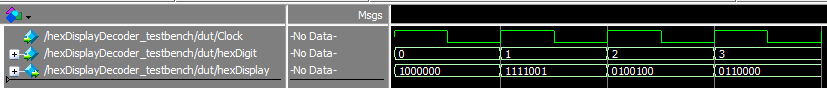 Msgs
/hexDisplayDecoder_testbench/dut/Clock -No Data-
/hexDisplayDecoder_testbench/dut/hexDigit -No Data- 0 1 2 3
/hexDisplayDecoder_testbench/dut/hexDisplay -No Data- 1000000 1111001 0100100 0110000